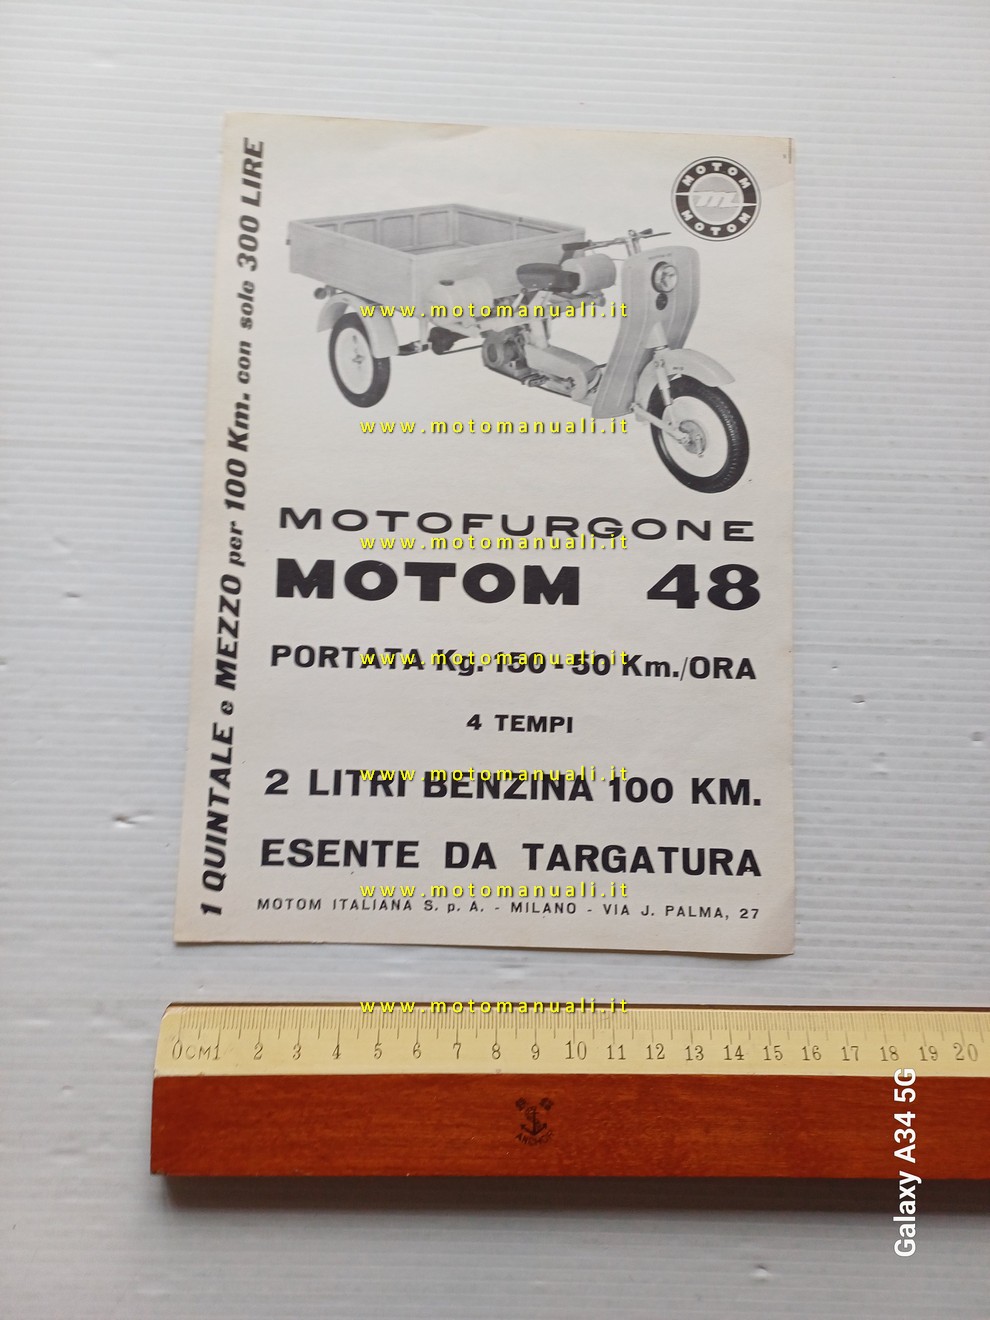 1 QUINTALE e MEZZO per 100 Km. con sole 300 LIRE
MOTOM
m
MOTOM
www.motomanuali.it
www.motomanuali.it
MOTOFURGONE
www.motomanuali.it
MOTOM 48
PORTATA Kg. 150 - 50 Km./ORA
www.motomanuali.it
4 TEMPI
2 LITRI BENZINA 100 KM.
www.motomanuali.it
ESENTE DA TARGATURA
www.motomanuali.it
MOTOM ITALIANA S. p. A. - MILANO - VIA J. PALMA, 27
www.motomanuali.it
0CM1 2 3 4 5 6 7 8 9 10 11 12 13 14 15 16 17 18 19 20
ANCHOR
Galaxy A34 5G